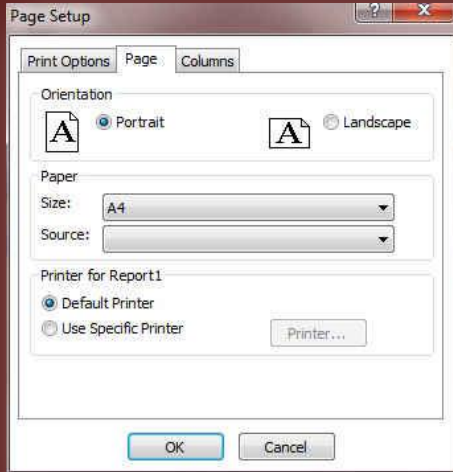 Page Setup
Print Options Page Columns
Orientation
A Portrait A Landscape
Paper
Size: A4
Source:
Printer for Report1
Default Printer
Use Specific Printer Printer...
OK Cancel